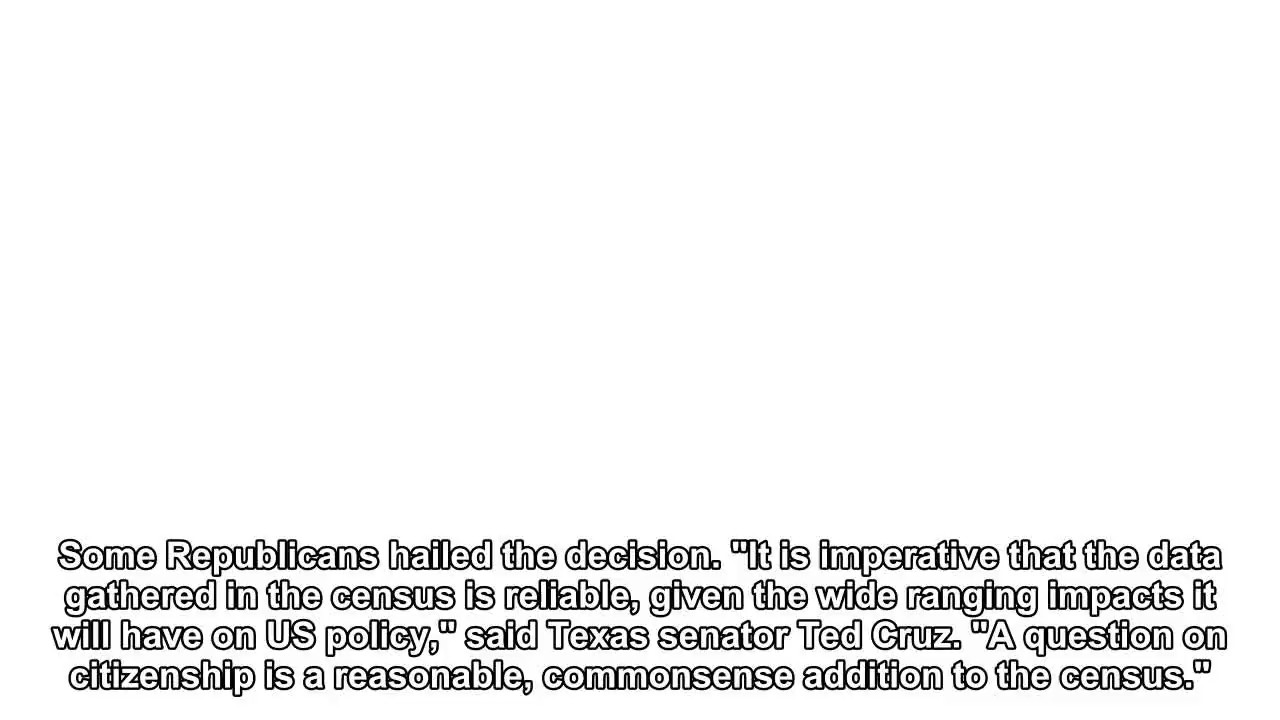 Some Republicans hailed the decision. "It is imperative that the data
gathered in the census is reliable, given the wide ranging impacts it
will have on US policy," said Texas senator Ted Cruz. "A question on
citizenship is a reasonable, commonsense addition to the census."